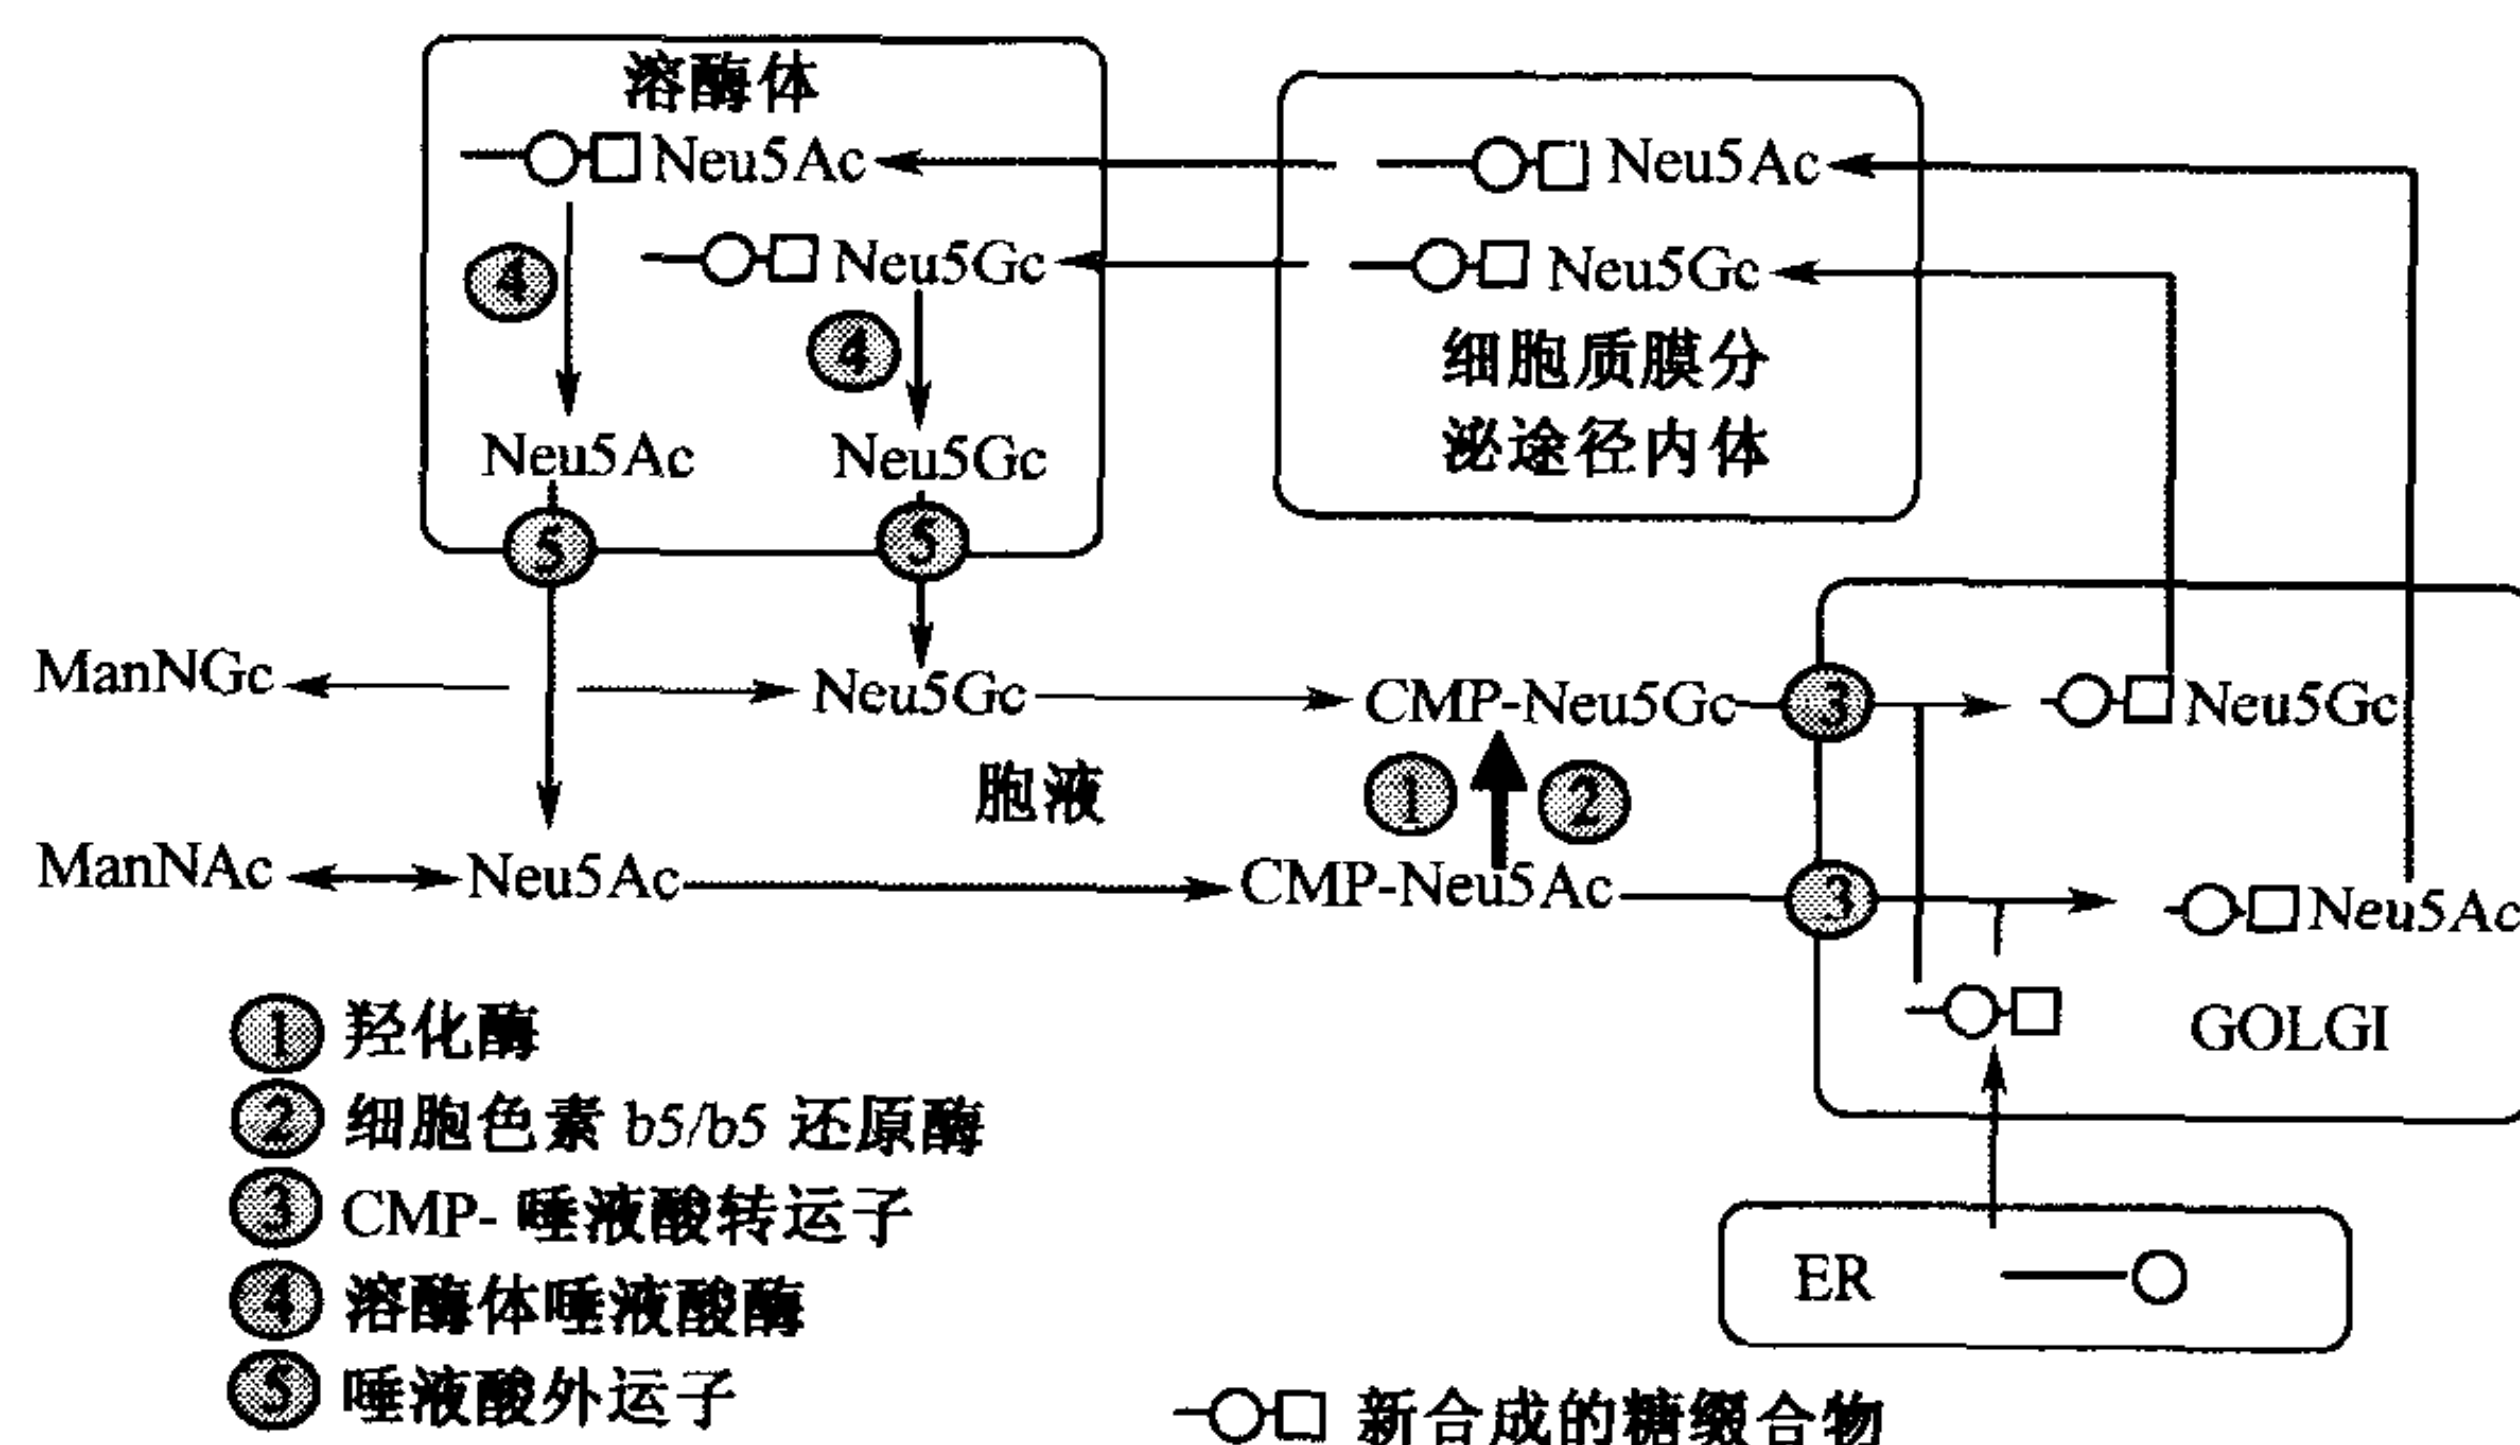 溶酶体
Neu5Ac
Neu5Ac
Neu5Gc
Neu5Gc
4
4
细胞质膜分
泌途径内体
Neu5Ac
Neu5Gc
5
5
ManNGc
Neu5Gc
CMP-Neu5Gc
3
Neu5Gc
胞液
1
2
ManNAc
Neu5Ac
CMP-Neu5Ac
3
Neu5Ac
GOLGI
1 羟化酶
2 细胞色素 b5/b5 还原酶
3 CMP-唾液酸转运子
4 溶酶体唾液酸酶
5 唾液酸外运子
ER
新合成的糖缀合物